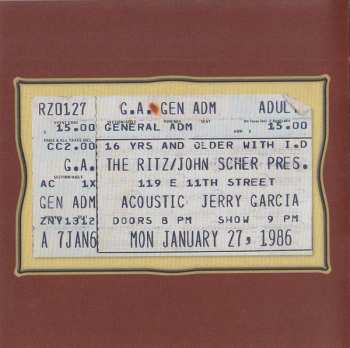 RZ0127 G.A. GEN ADM ADUL
15.00 GENERAL ADM 15.00
CC2.00 16 YRS AND OLDER WITH I.D
G.A. THE RITZ/JOHN SCHER PRES.
AC 1X 119 E 11TH STREET
GEN ADM ACOUSTIC JERRY GARCIA
ZNY1312 DOORS 8 PM SHOW 9 PM
A 7JAN6 MON JANUARY 27, 1986